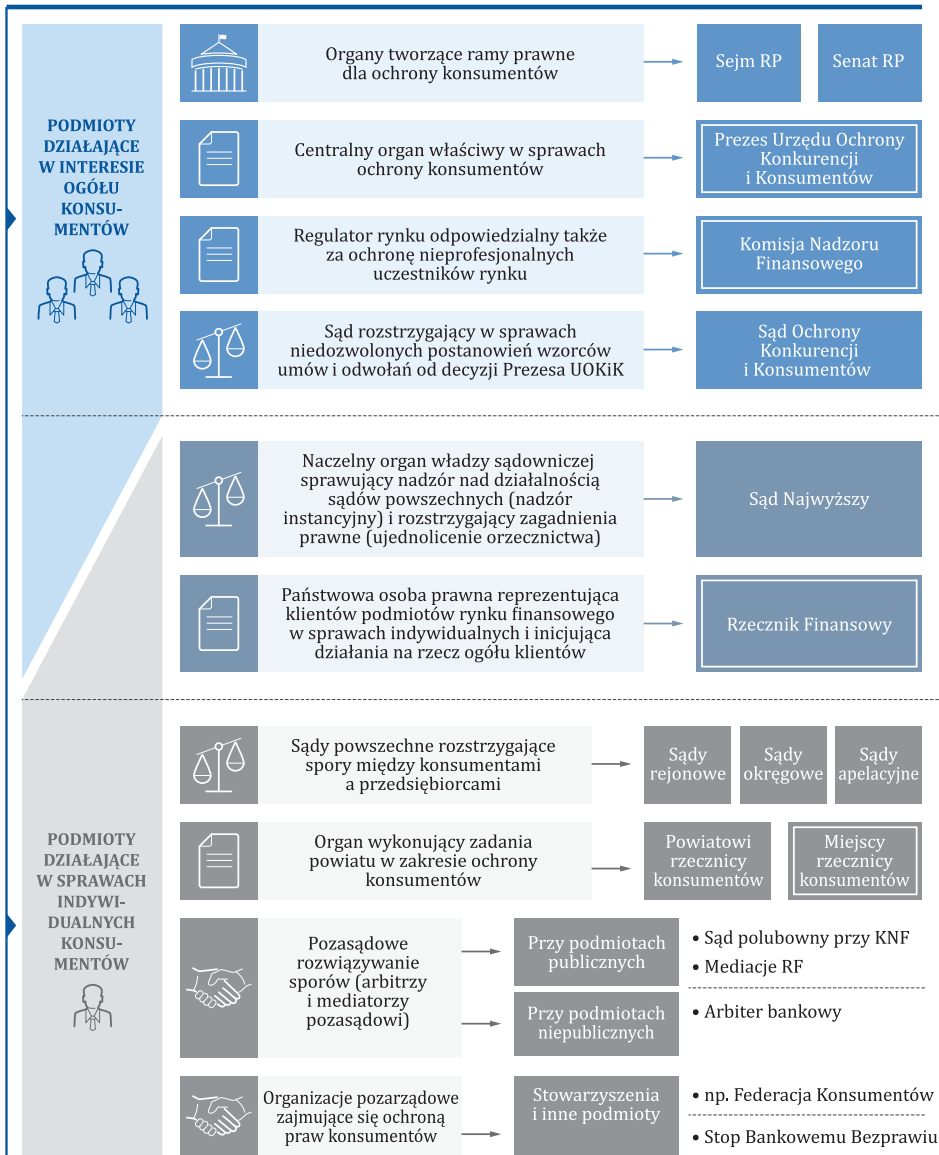 PODMIOTY
DZIAŁAJĄCE
W INTERESIE
OGÓŁU
KONSU-
MENTÓW
Organy tworzące ramy prawne
dla ochrony konsumentów
Sejm RP
Senat RP
Centralny organ właściwy w sprawach
ochrony konsumentów
Prezes Urzędu Ochrony
Konkurencji
i Konsumentów
Regulator rynku odpowiedzialny także
za ochronę nieprofesjonalnych
uczestników rynku
Komisja Nadzoru
Finansowego
Sąd rozstrzygający w sprawach
niedozwolonych postanowień wzorców
umów i odwołań od decyzji Prezesa UOKiK
Sąd Ochrony
Konkurencji
i Konsumentów
Naczelny organ władzy sądowniczej
sprawujący nadzór nad działalnością
sądów powszechnych (nadzór
instancyjny) i rozstrzygający zagadnienia
prawne (ujednolicenie orzecznictwa)
Sąd Najwyższy
Państwowa osoba prawna reprezentująca
klientów podmiotów rynku finansowego
w sprawach indywidualnych i inicjująca
działania na rzecz ogółu klientów
Rzecznik Finansowy
PODMIOTY
DZIAŁAJĄCE
W SPRAWACH
INDYWI-
DUALNYCH
KONSU-
MENTÓW
Sądy powszechne rozstrzygające
spory między konsumentami
a przedsiębiorcami
Sądy
rejonowe
Sądy
okręgowe
Sądy
apelacyjne
Organ wykonujący zadania
powiatu w zakresie ochrony
konsumentów
Powiatowi
rzecznicy
konsumentów
Miejscy
rzecznicy
konsumentów
Pozasądowe
rozwiązywanie
sporów (arbitrzy
i mediatorzy
pozasądowi)
Przy podmiotach
publicznych
• Sąd polubowny przy KNF
• Mediacje RF
Przy podmiotach
niepublicznych
• Arbiter bankowy
Organizacje pozarządowe
zajmujące się ochroną
praw konsumentów
Stowarzyszenia
i inne podmioty
• np. Federacja Konsumentów
• Stop Bankowemu Bezprawiu